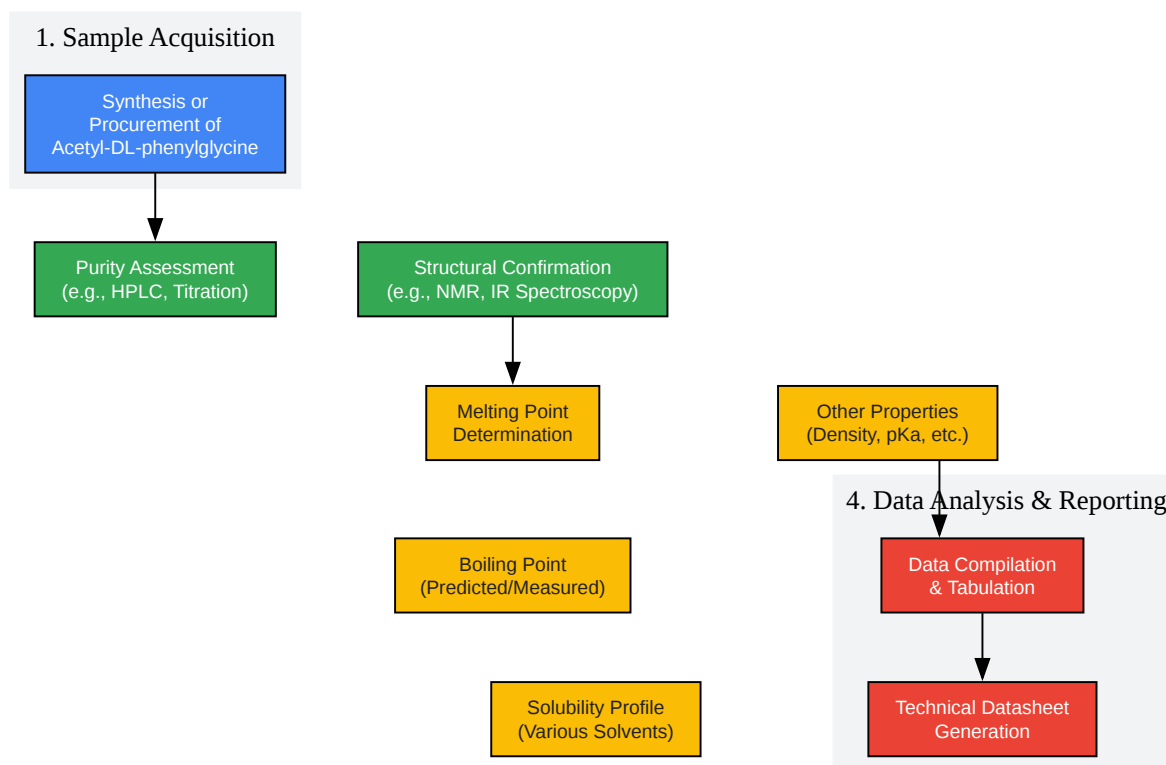 1. Sample Acquisition
Synthesis or
Procurement of
Acetyl-DL-phenylglycine
Purity Assessment
(e.g., HPLC, Titration)
Structural Confirmation
(e.g., NMR, IR Spectroscopy)
Melting Point
Determination
Other Properties
(Density, pKa, etc.)
4. Data Analysis & Reporting
Boiling Point
(Predicted/Measured)
Data Compilation
& Tabulation
Solubility Profile
(Various Solvents)
Technical Datasheet
Generation